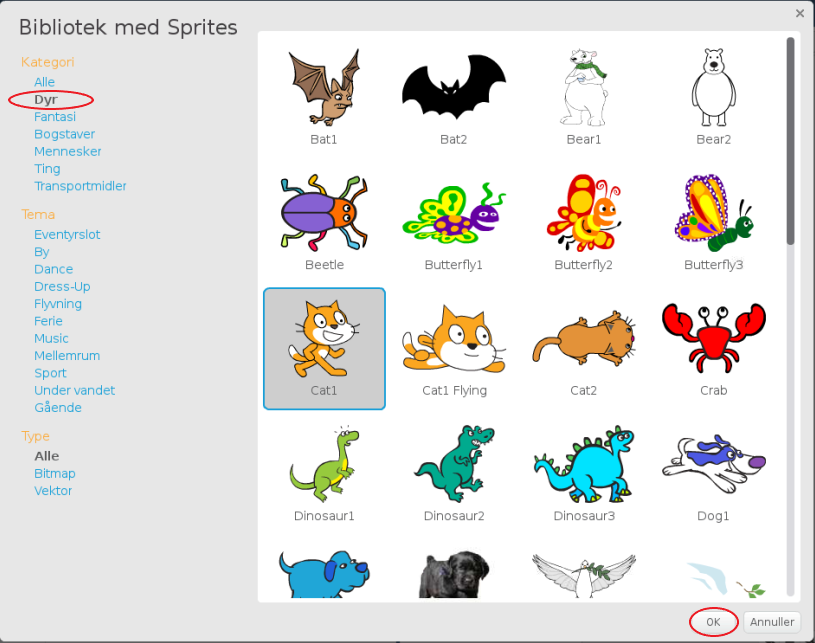 Bibliotek med Sprites
Kategori
Alle
Dyr
Fantasi
Bogstaver
Mennesker
Ting
Transportmidler
Tema
Eventyrslot
By
Dance
Dress-Up
Flyvning
Ferie
Music
Mellemrum
Sport
Under vandet
Gående
Type
Alle
Bitmap
Vektor
Bat1 Bat2 Bear1 Bear2
Beetle Butterfly1 Butterfly2 Butterfly3
Cat1 Cat1 Flying Cat2 Crab
Dinosaur1 Dinosaur2 Dinosaur3 Dog1
OK Annuller